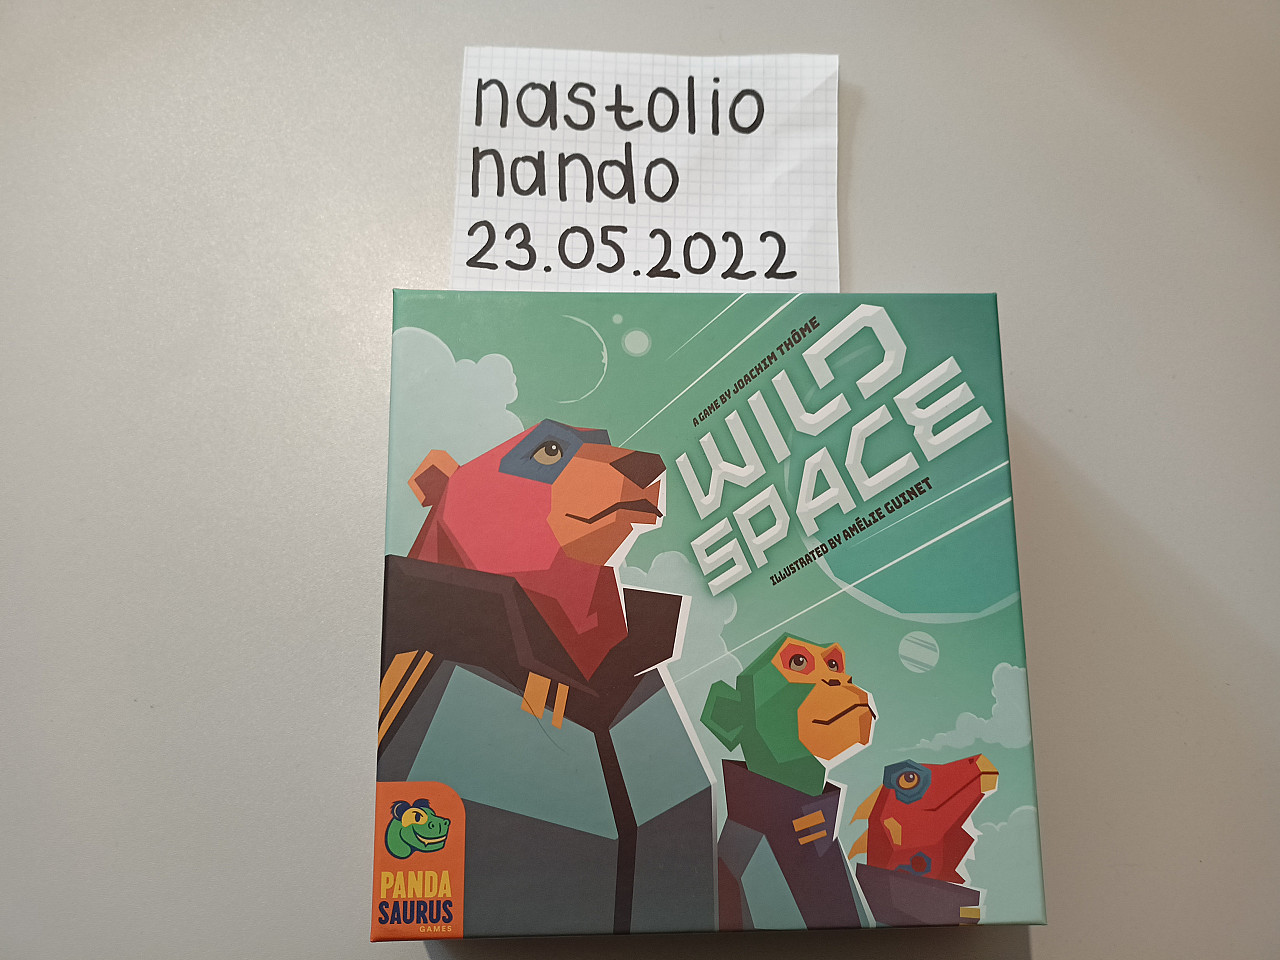 nastolio
nando
23.05.2022
A GAME BY JOACHIM THÔME
WILD
SPACE
ILLUSTRATED BY AMÉLIE GUINET
PANDA
SAURUS
GAMES